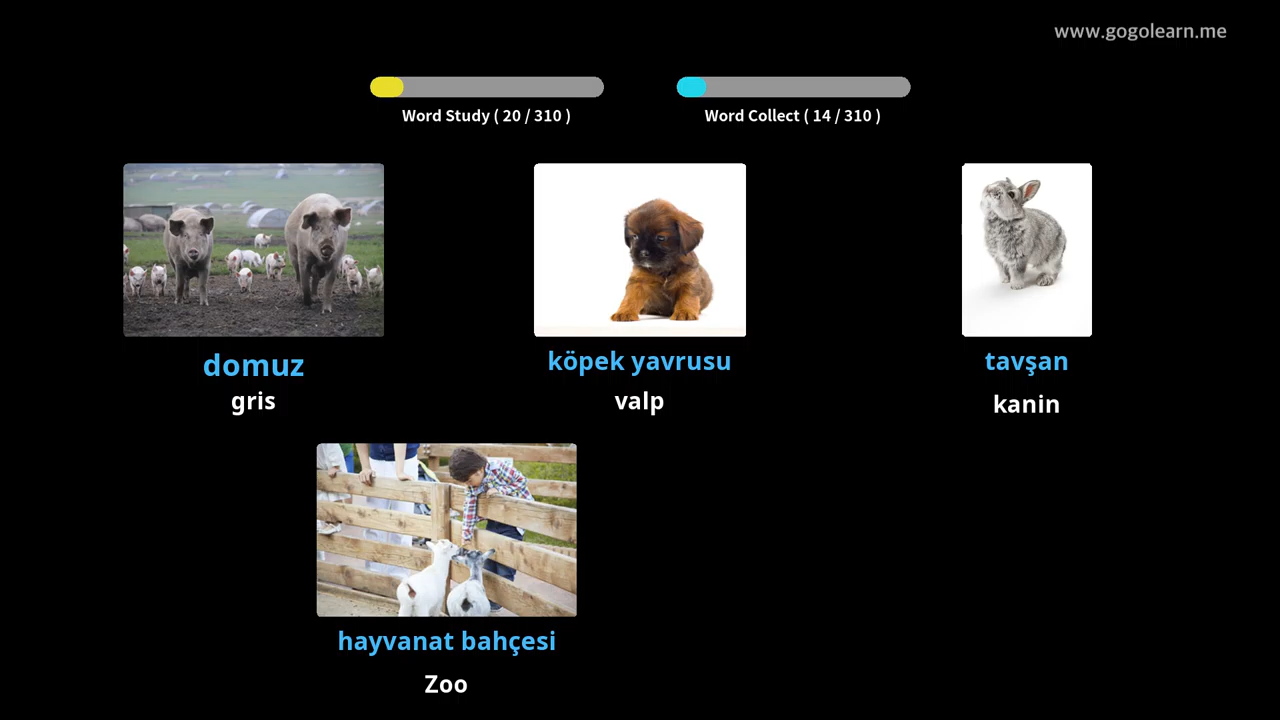 www.gogolearn.me
Word Study ( 20 / 310 )
Word Collect ( 14 / 310 )
domuz
gris
köpek yavrusu
valp
tavşan
kanin
hayvanat bahçesi
Zoo